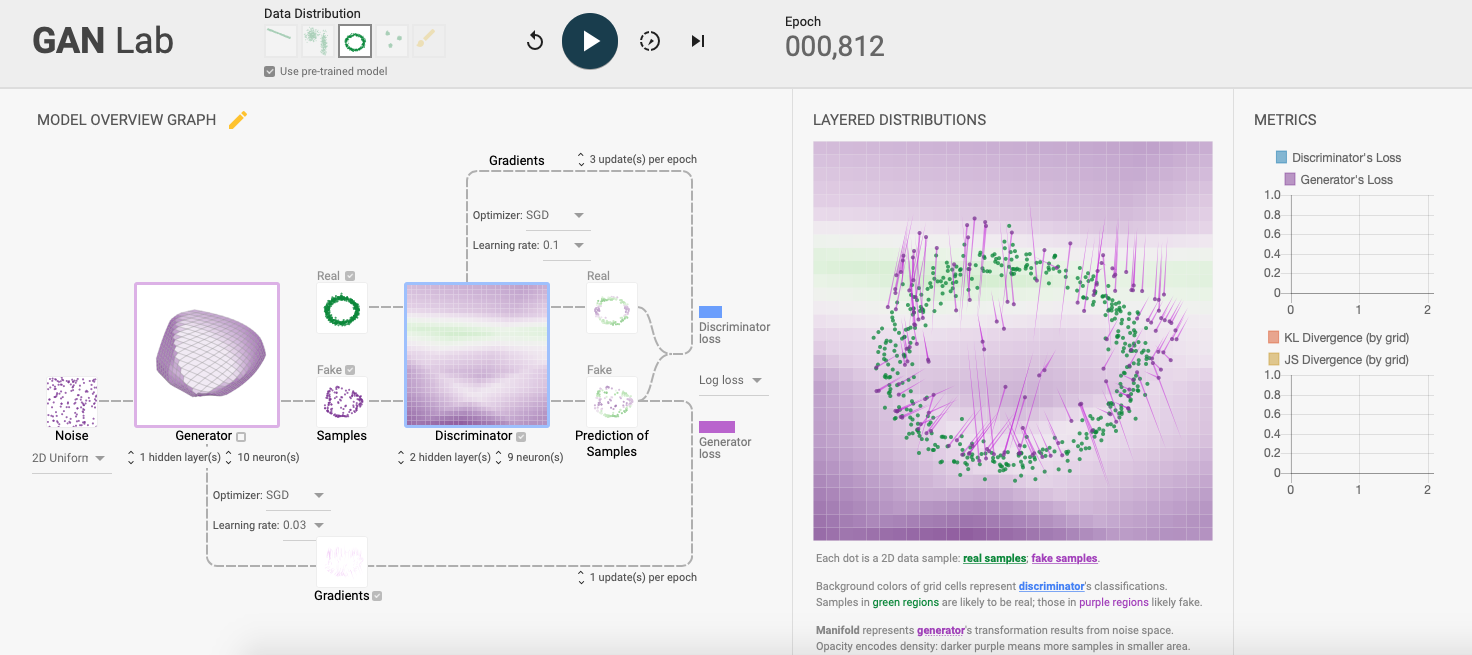 GAN Lab
Data Distribution
Use pre-trained model
Epoch
000,812
MODEL OVERVIEW GRAPH
Gradients
3 update(s) per epoch
Optimizer: SGD
Learning rate: 0.1
Real
Real
Discriminator
loss
Fake
Fake
Log loss
Noise
Generator
Samples
Discriminator
Prediction of
Samples
Generator
loss
2D Uniform
1 hidden layer(s)
10 neuron(s)
2 hidden layer(s)
9 neuron(s)
Optimizer: SGD
Learning rate: 0.03
1 update(s) per epoch
Gradients
LAYERED DISTRIBUTIONS
Each dot is a 2D data sample: real samples; fake samples.
Background colors of grid cells represent discriminator's classifications.
Samples in green regions are likely to be real; those in purple regions likely fake.
Manifold represents generator's transformation results from noise space.
Opacity encodes density: darker purple means more samples in smaller area.
METRICS
Discriminator's Loss
Generator's Loss
1.0
0.8
0.6
0.4
0.2
0
0 1 2
KL Divergence (by grid)
JS Divergence (by grid)
1.0
0.8
0.6
0.4
0.2
0
0 1 2